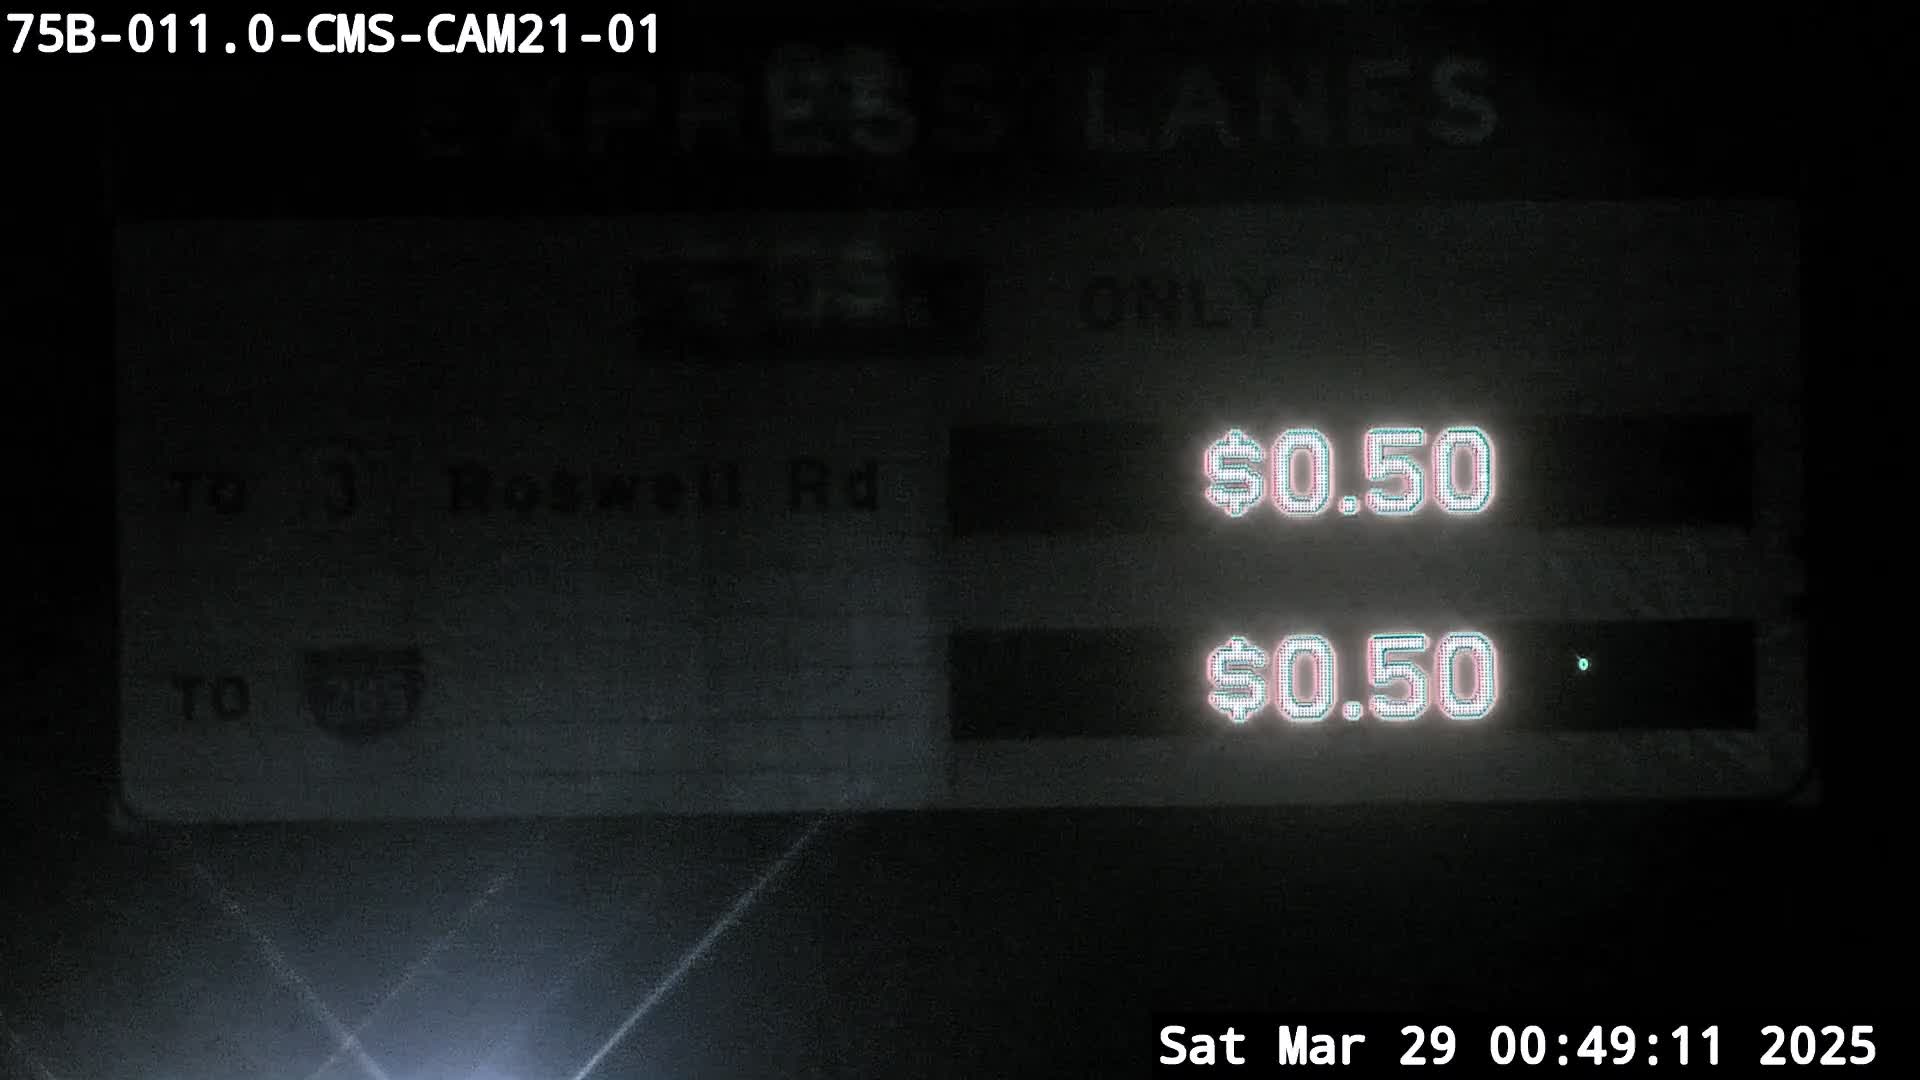 75B-011.0-CMS-CAM21-01
EXPRESS LANES
ONLY
TO Roswell Rd $0.50
TO $0.50
Sat Mar 29 00:49:11 2025